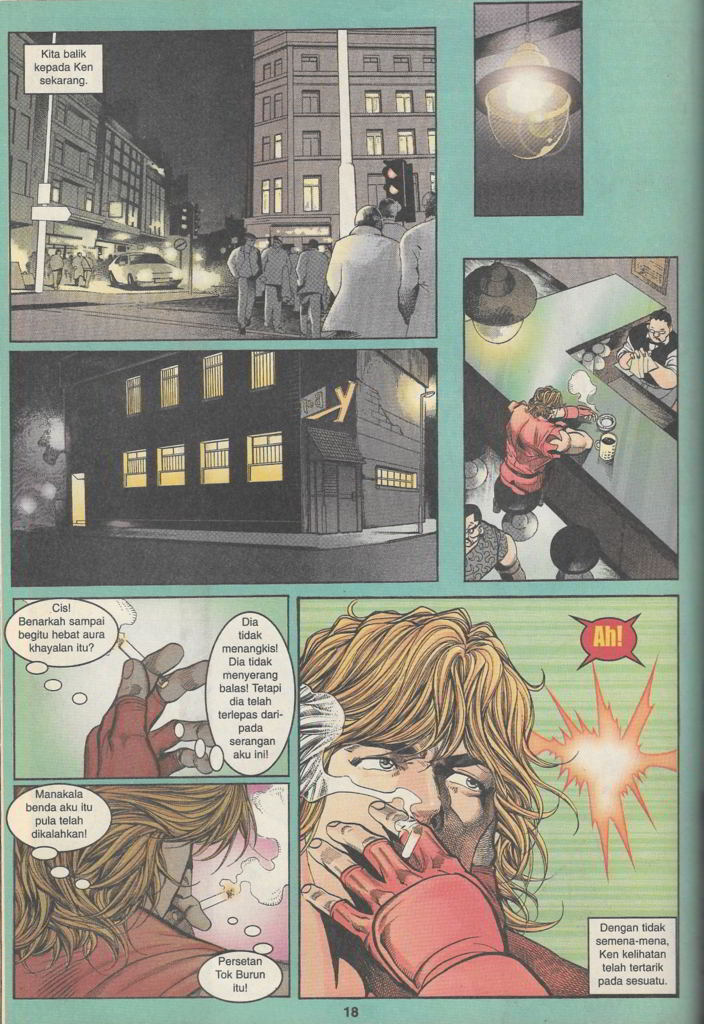 Kita balik
kepada Ken
sekarang.
Cis!
Benarkah sampai
begitu hebat aura
khayalan itu?
Dia
tidak
menangkis!
Dia tidak
menyerang
balas! Tetapi
dia telah
terlepas dari-
pada
serangan
aku ini!
Manakala
benda aku itu
pula telah
dikalahkan!
Persetan
Tok Burun
itu!
Ah!
Dengan tidak
semena-mena,
Ken kelihatan
telah tertarik
pada sesuatu.
18